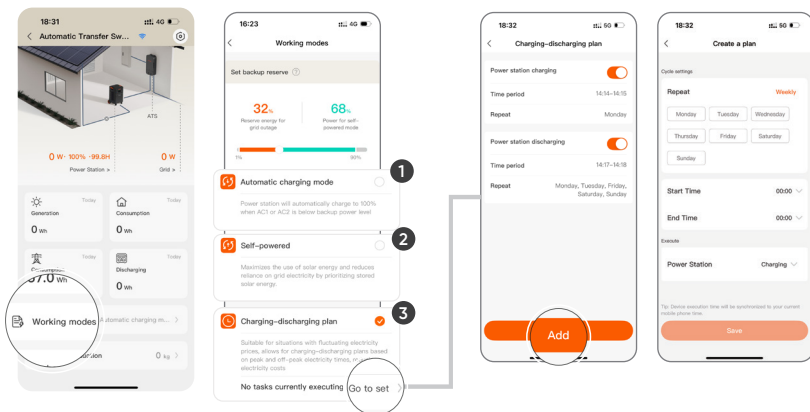 18:31
4G
Automatic Transfer Sw...
ATS
0 W· 100% ·99.8H
Power Station »
0 W
Grid »
Today
Generation
0 Wh
Today
Consumption
0 Wh
Today
Today
Discharging
0 Wh
Working modes
utomatic charging m...
0 kg
16:23
4G
Working modes
Set backup reserve ?
32%
Reserve energy for
grid outage
68%
Power for self-
powered mode
1%
90%
1
Automatic charging mode
Power station will automatically charge to 100%
when AC1 or AC2 is below backup power level
2
Self-powered
Maximizes the use of solar energy and reduces
reliance on grid electricity by prioritizing stored
solar energy.
3
Charging-discharging plan
Suitable for situations with fluctuating electricity
prices, allows for charging-discharging plans based
on peak and off-peak electricity times,
electricity costs
No tasks currently executing
Go to set
18:32
5G
Charging-discharging plan
Power station charging
Time period
14:14-14:15
Repeat
Monday
Power station discharging
Time period
14:17-14:18
Repeat
Monday, Tuesday, Friday,
Saturday, Sunday
Add
18:32
5G
Create a plan
Cycle settings
Repeat
Weekly
Monday
Tuesday
Wednesday
Thursday
Friday
Saturday
Sunday
Start Time
00:00
End Time
00:00
Execute
Power Station
Charging
Tip: Device execution time will be synchronized to your current
mobile phone time.
Save